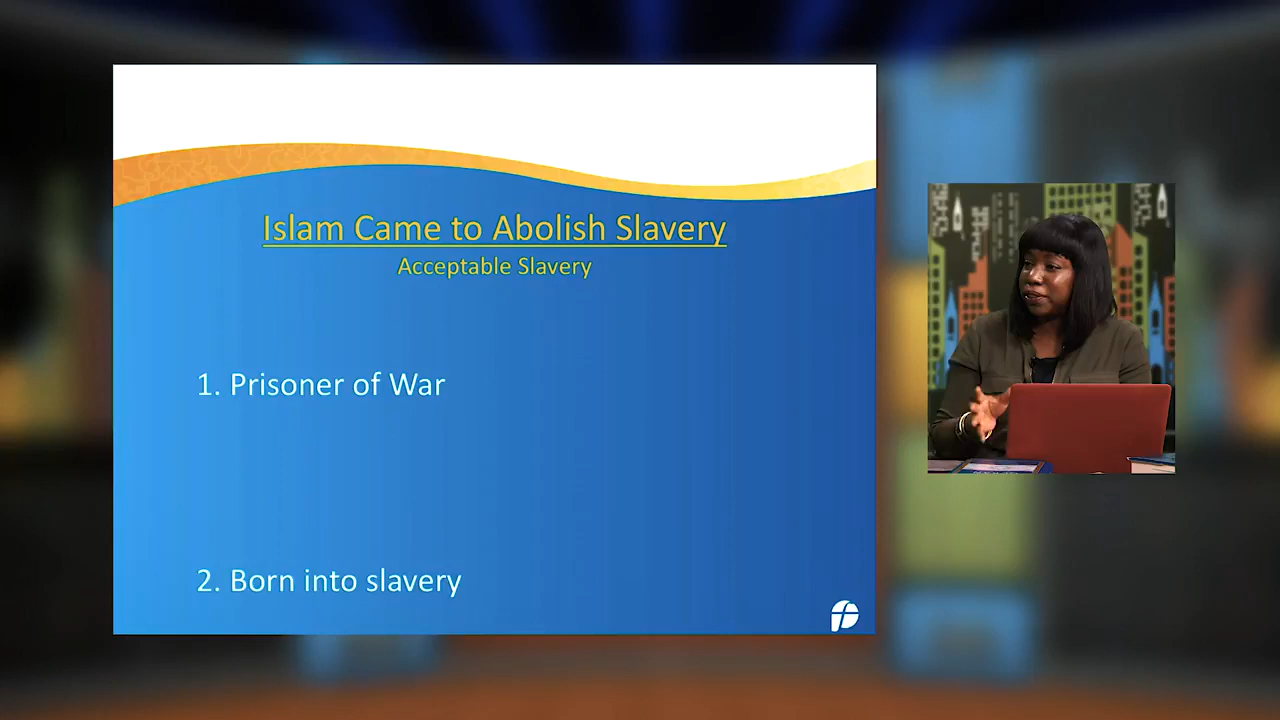 Islam Came to Abolish Slavery
Acceptable Slavery
1. Prisoner of War
2. Born into slavery